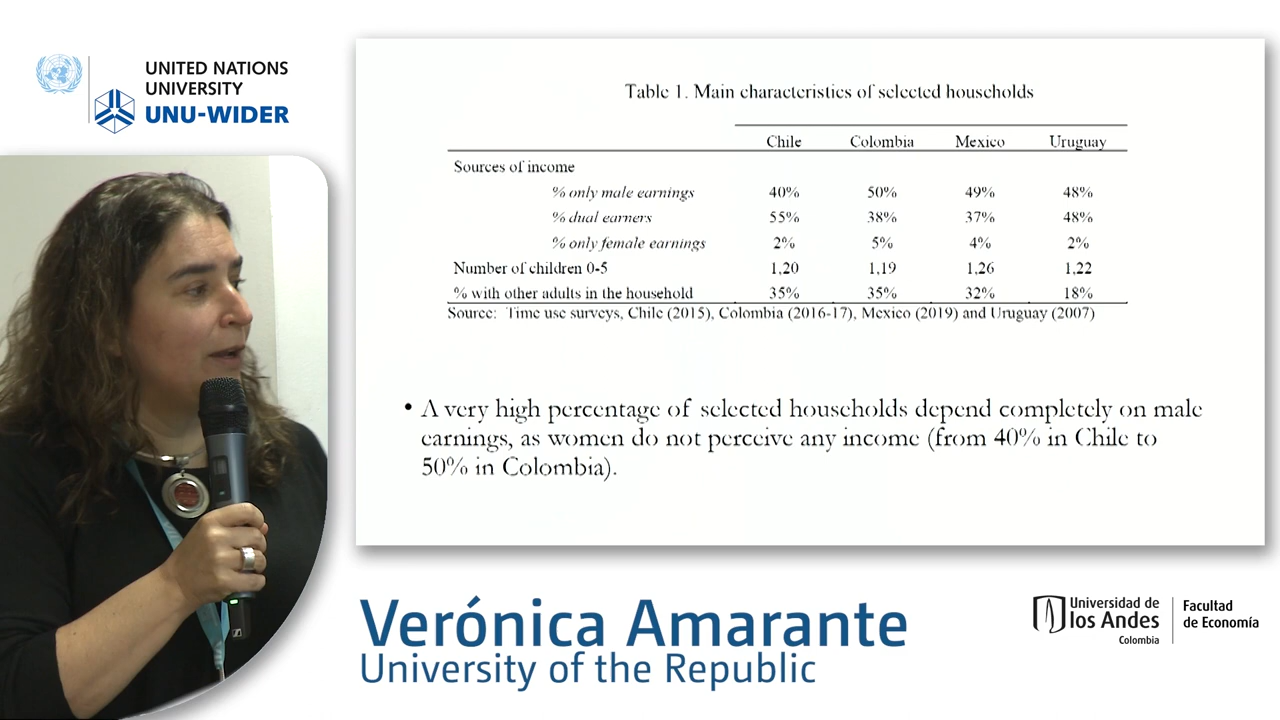 UNITED NATIONS
UNIVERSITY
UNU-WIDER
Table 1. Main characteristics of selected households
Chile Colombia Mexico Uruguay
Sources of income
% only male earnings 40% 50% 49% 48%
% dual earners 55% 38% 37% 48%
% only female earnings 2% 5% 4% 2%
Number of children 0-5 1,20 1,19 1,26 1,22
% with other adults in the household 35% 35% 32% 18%
Source: Time use surveys, Chile (2015), Colombia (2016-17), Mexico (2019) and Uruguay (2007)
• A very high percentage of selected households depend completely on male
earnings, as women do not perceive any income (from 40% in Chile to
50% in Colombia).
Verónica Amarante
University of the Republic
Universidad de
los Andes
Colombia
Facultad
de Economía